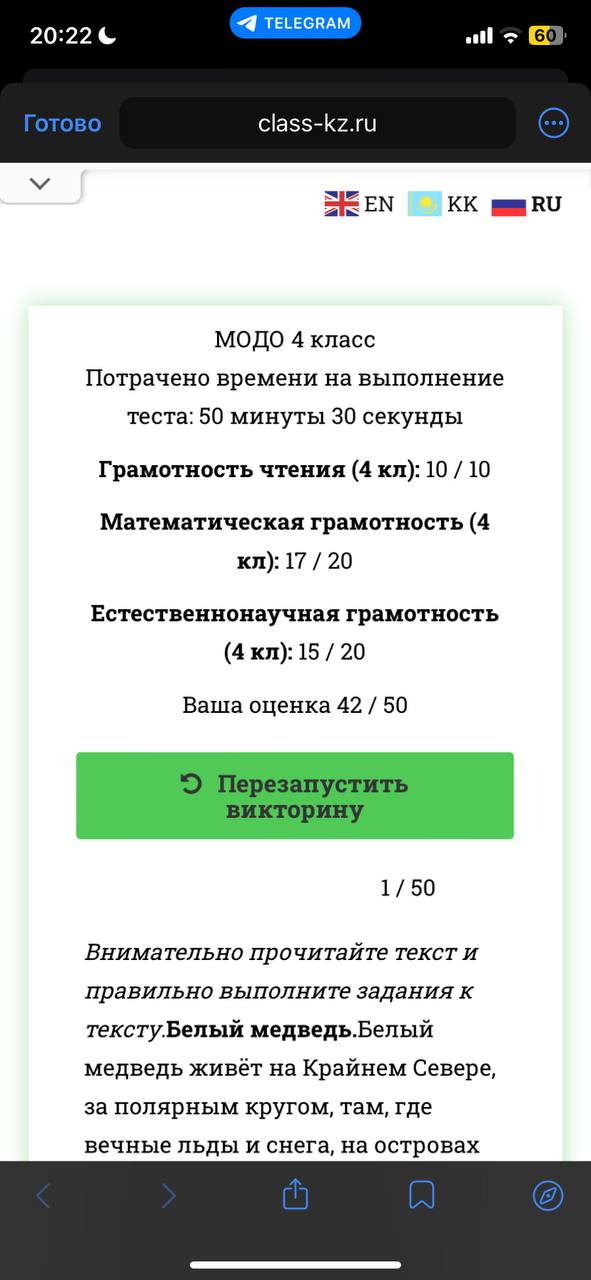 20:22
TELEGRAM
60
Готово
class-kz.ru
EN KK RU
МОДО 4 класс
Потрачено времени на выполнение
теста: 50 минуты 30 секунды
Грамотность чтения (4 кл): 10 / 10
Математическая грамотность (4
кл): 17 / 20
Естественнонаучная грамотность
(4 кл): 15 / 20
Ваша оценка 42 / 50
Перезапустить
викторину
1 / 50
Внимательно прочитайте текст и
правильно выполните задания к
тексту.Белый медведь.Белый
медведь живёт на Крайнем Севере,
за полярным кругом, там, где
вечные льды и снега, на островах